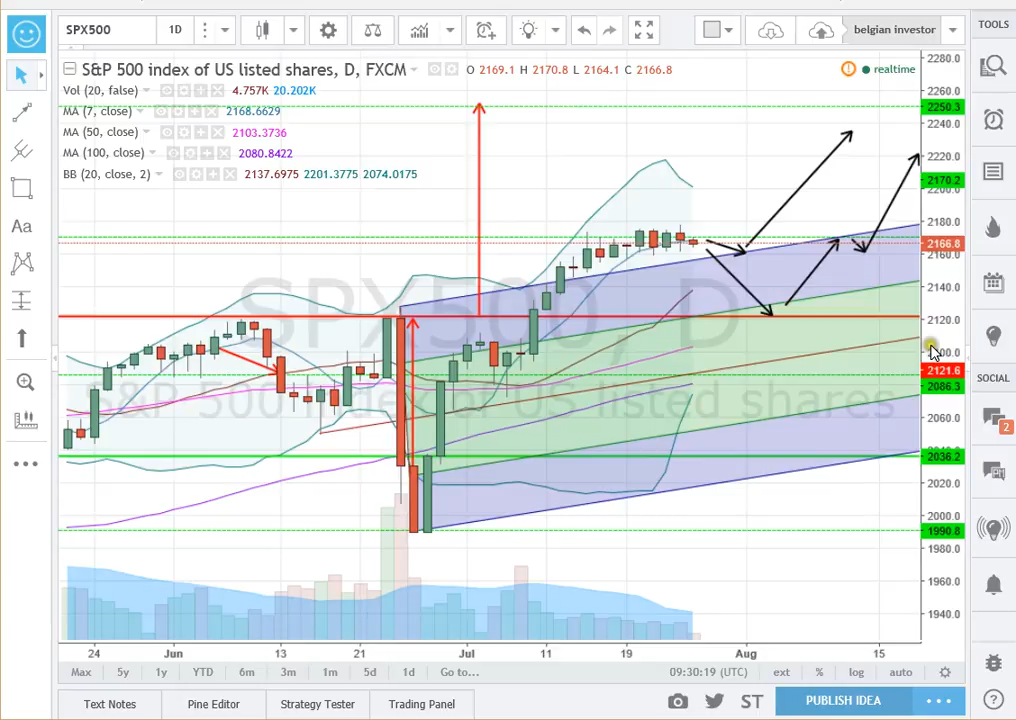 SPX500 1D belgian investor TOOLS
S&P 500 index of US listed shares, D, FXCM O 2169.1 H 2170.8 L 2164.1 C 2166.8 realtime
Vol (20, false) 4.757K 20.202K
MA (7, close) 2168.6629
MA (50, close) 2103.3736
MA (100, close) 2080.8422
BB (20, close, 2) 2137.6975 2201.3775 2074.0175
2280.0
2260.0
2250.3
2240.0
2220.0
2170.2
2200.0
2180.0
2166.8
2160.0
2140.0
2120.0
2121.6
2086.3
2060.0
2036.2
2020.0
2000.0
1990.8
1980.0
1960.0
1940.0
SPX500, D
S&P 500 index of US listed shares
SOCIAL
2
24 Jun 13 21 Jul 11 19 Aug 15
Max 5y 1y YTD 6m 3m 1m 5d 1d Go to... 09:30:19 (UTC) ext % log auto
Text Notes Pine Editor Strategy Tester Trading Panel ST PUBLISH IDEA
Aa